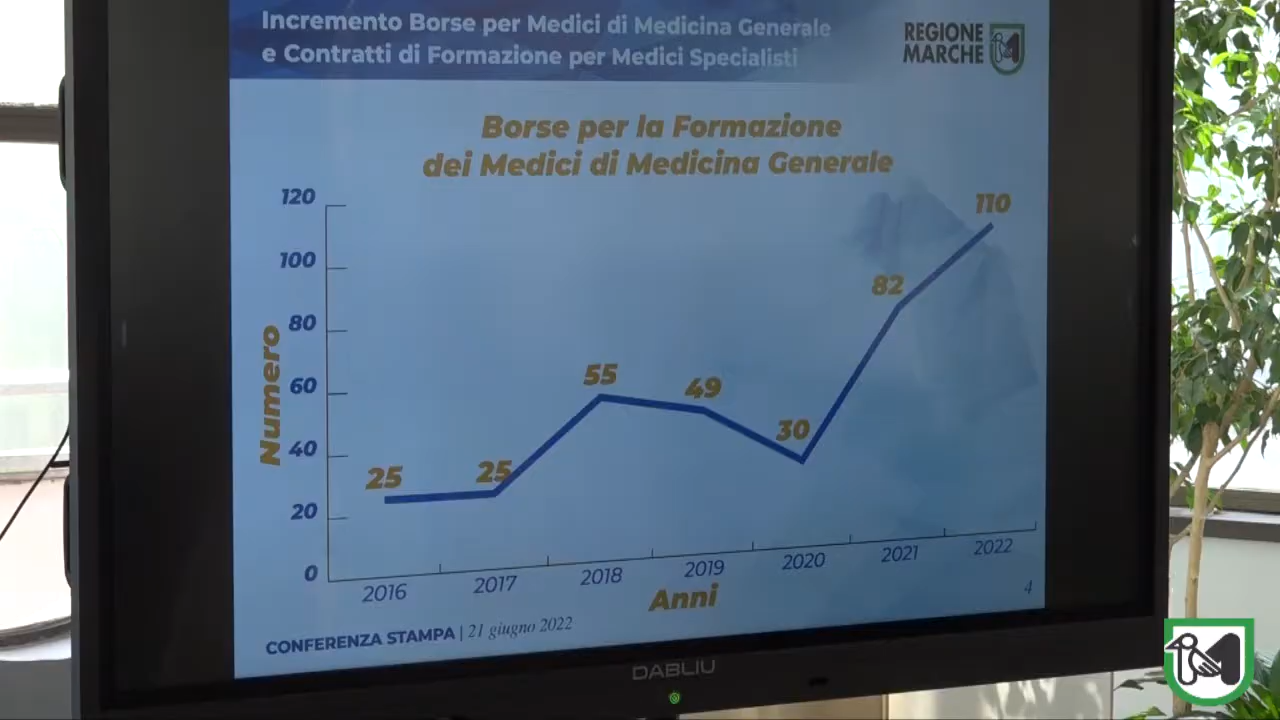 Incremento Borse per Medici di Medicina Generale
e Contratti di Formazione per Medici Specialisti
REGIONE
MARCHE
Borse per la Formazione
dei Medici di Medicina Generale
Numero
120
100
80
60
40
20
0
25
25
55
49
30
82
110
2016
2017
2018
2019
2020
2021
2022
Anni
4
CONFERENZA STAMPA | 21 giugno 2022
DABLIU